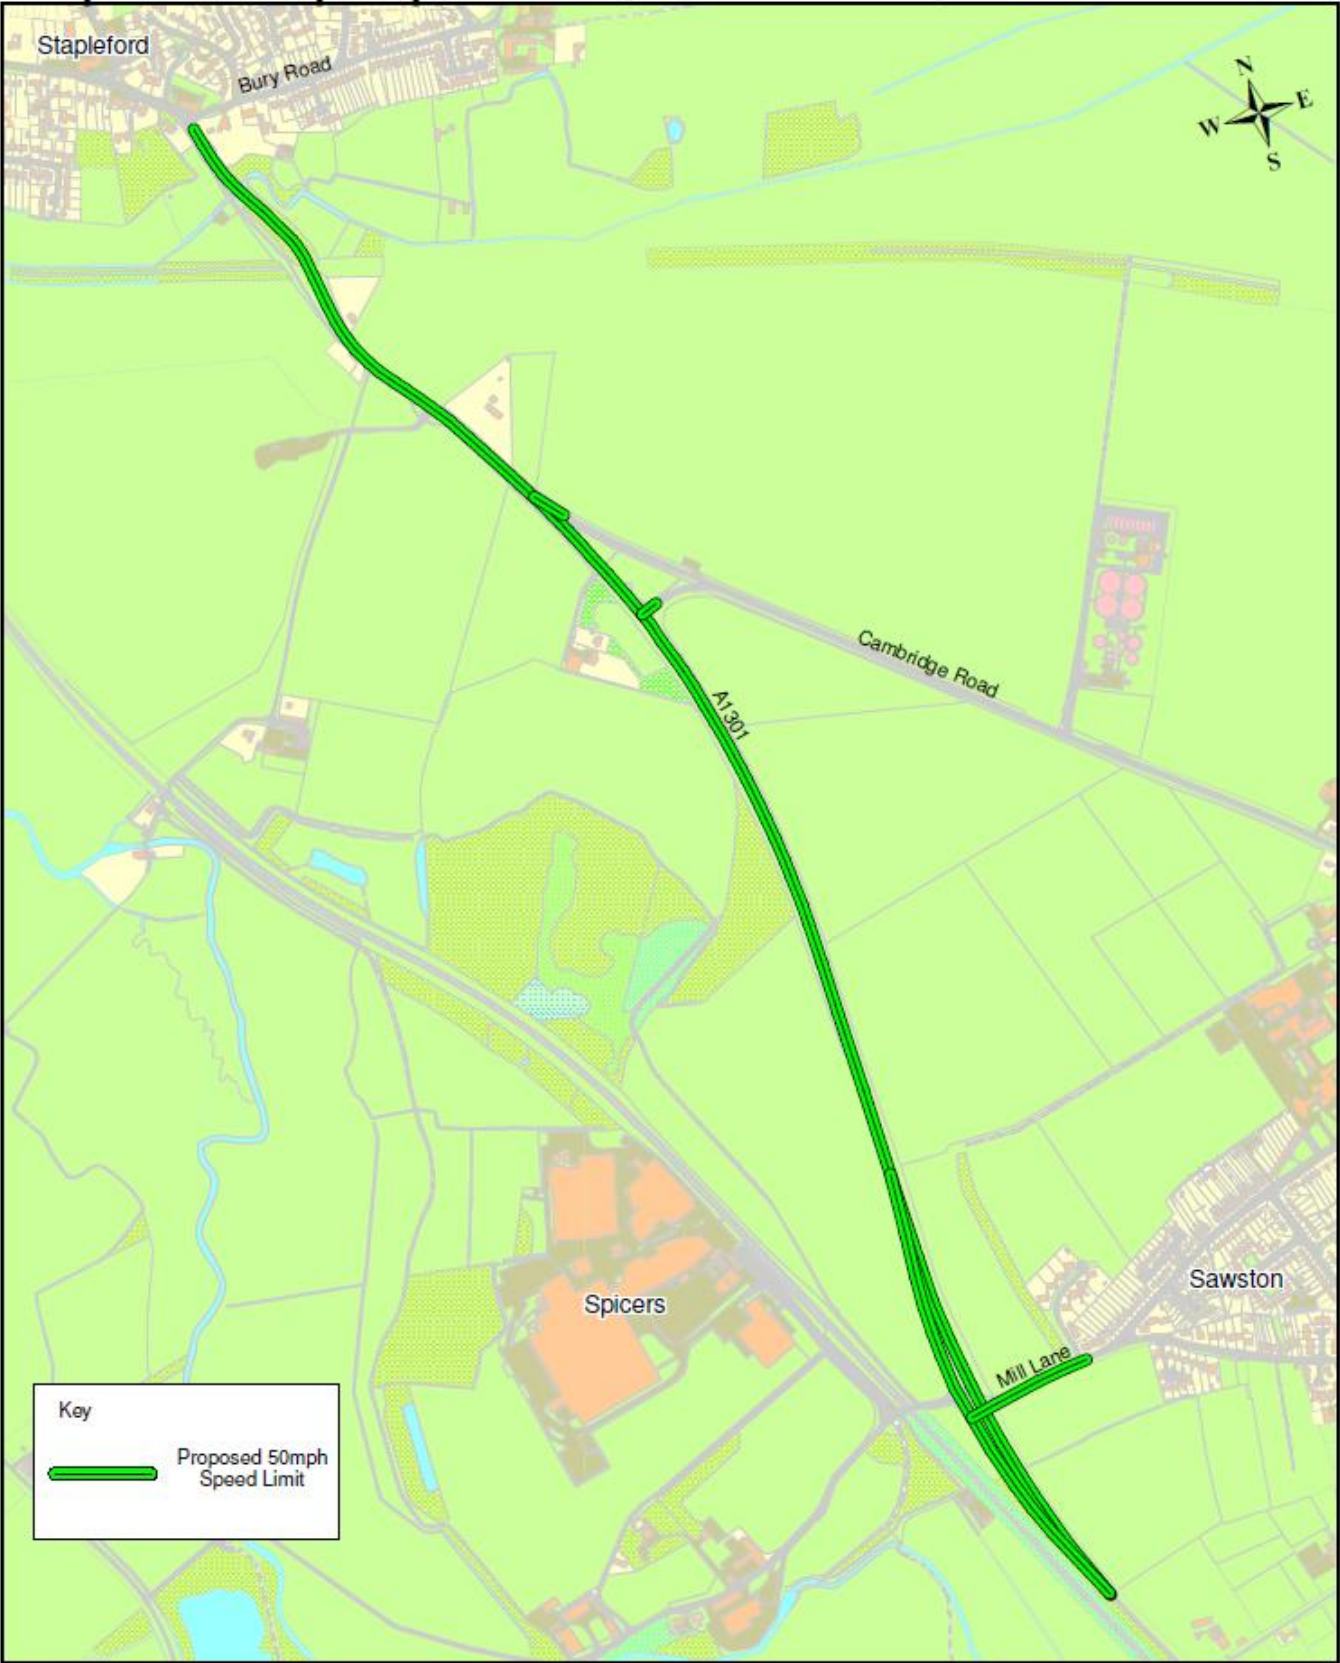 Stapleford
Bury Road
N
W
E
S
Cambridge Road
A1301
Spicers
Sawston
Mill Lane
Key
Proposed 50mph
Speed Limit